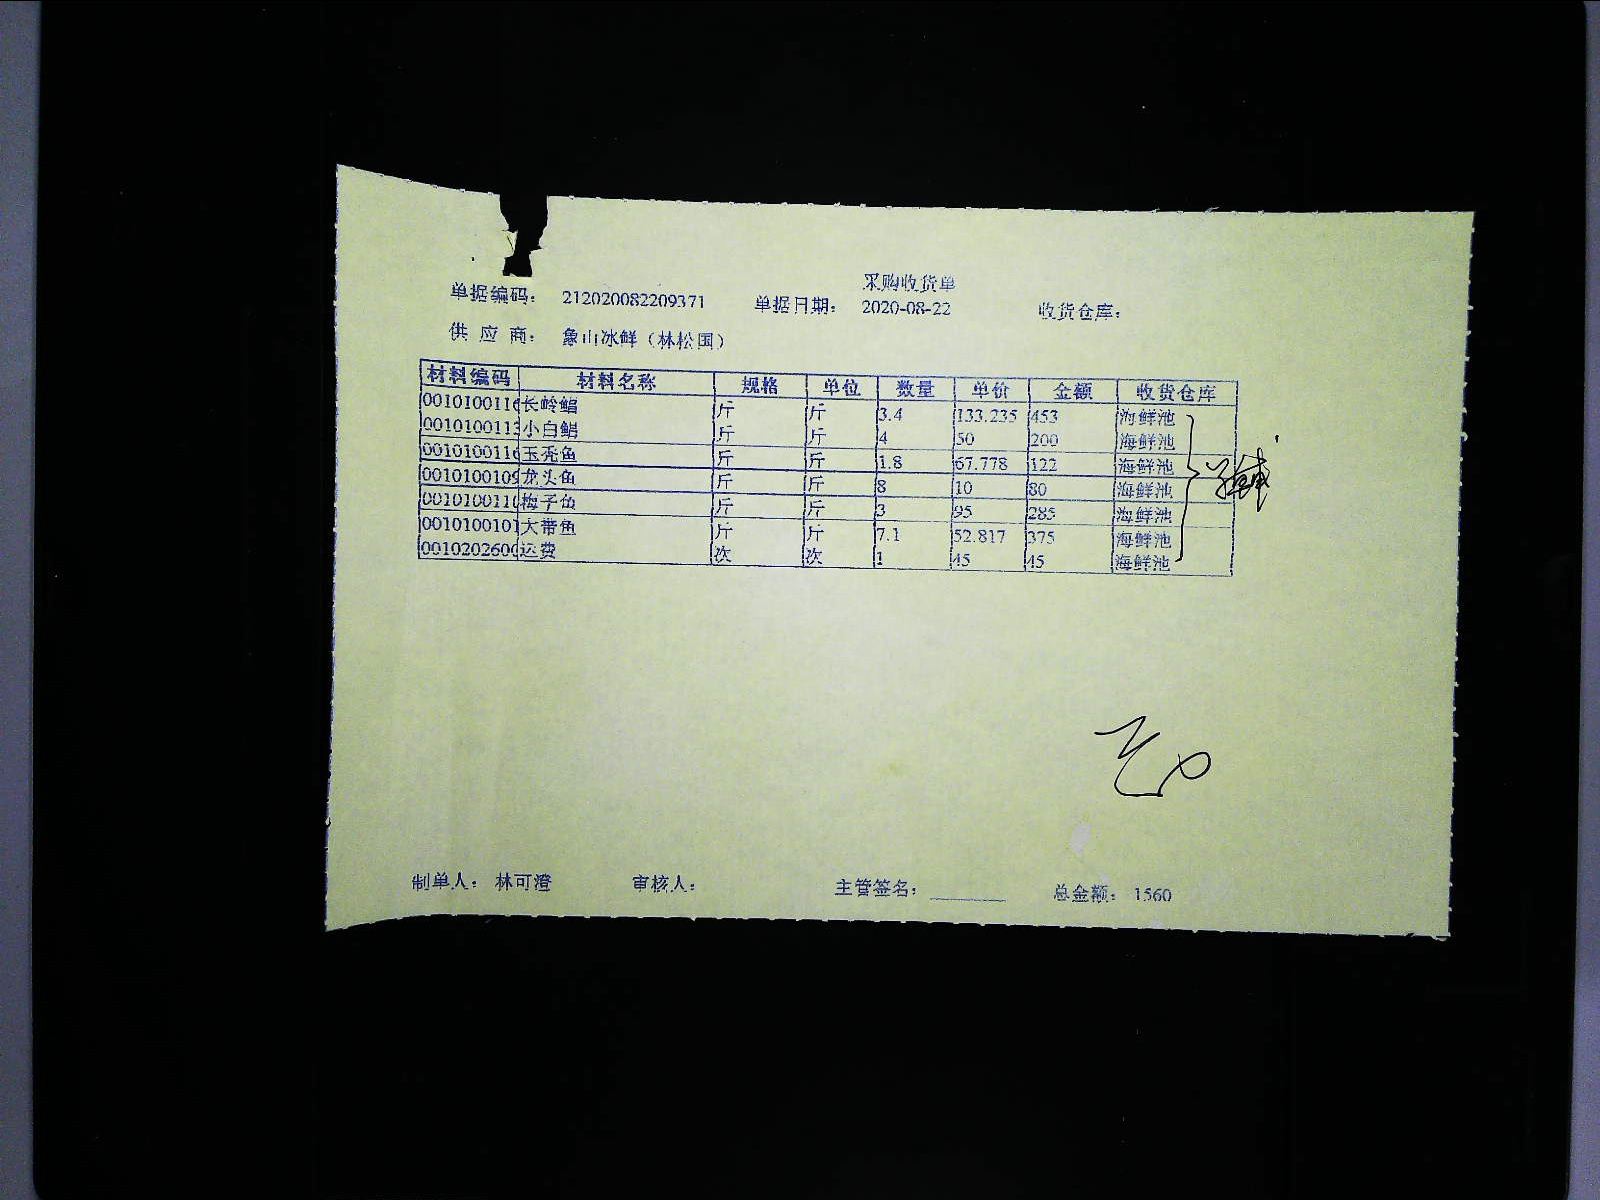 采购收货单
单据编码： 212020082209371 单据日期： 2020-08-22 收货仓库：
供 应 商： 象山冰鲜（林松国）
材料编码 材料名称 规格 单位 数量 单价 金额 收货仓库
001010011 长岭鲳 斤 斤 3.4 133.235 453 海鲜池
001010011 小白鲳 斤 斤 4 50 200 海鲜池
001010011 玉秃鱼 斤 斤 1.8 67.778 122 海鲜池
001010010 龙头鱼 斤 斤 8 10 80 海鲜池
001010011 梅子鱼 斤 斤 3 95 285 海鲜池
001010010 大带鱼 斤 斤 7.1 52.817 375 海鲜池
001020260 运费 次 次 1 45 45 海鲜池
制单人： 林可澄 审核人： 主管签名： 总金额： 1560